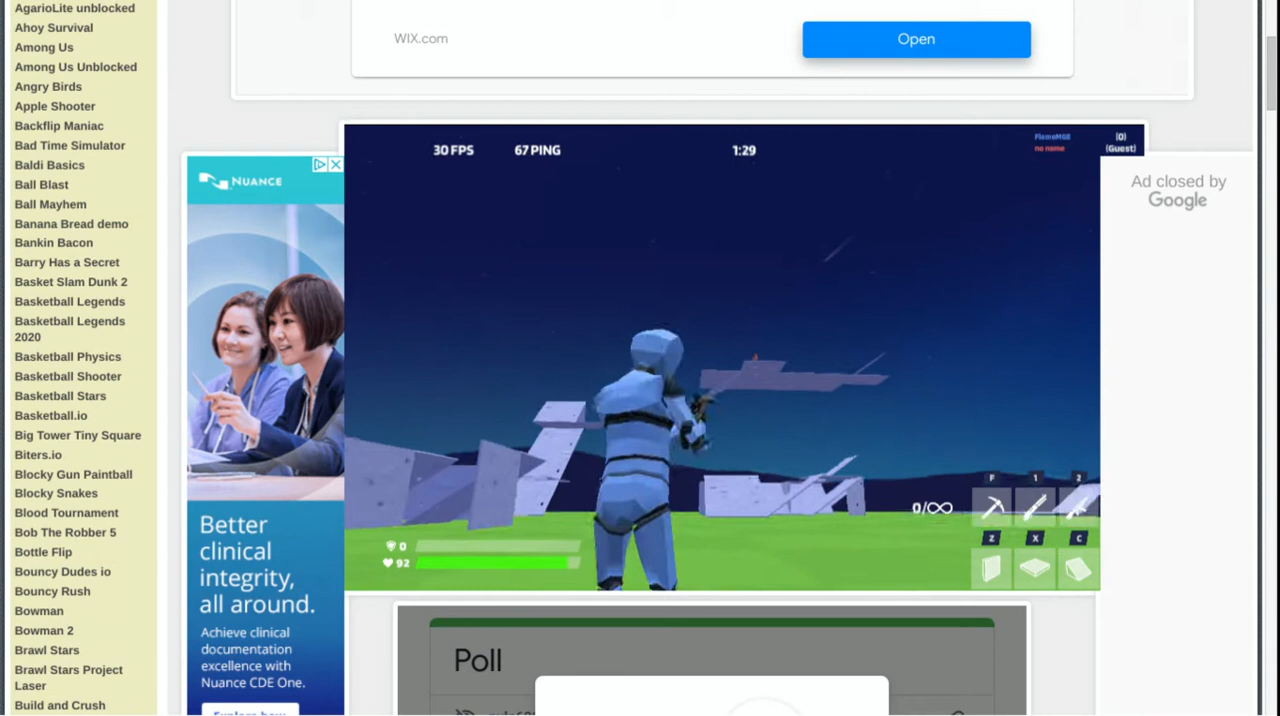 AgarioLite unblocked
Ahoy Survival
Among Us
Among Us Unblocked
Angry Birds
Apple Shooter
Backflip Maniac
Bad Time Simulator
Baldi Basics
Ball Blast
Ball Mayhem
Banana Bread demo
Bankin Bacon
Barry Has a Secret
Basket Slam Dunk 2
Basketball Legends
Basketball Legends
2020
Basketball Physics
Basketball Shooter
Basketball Stars
Basketball.io
Big Tower Tiny Square
Biters.io
Blocky Gun Paintball
Blocky Snakes
Blood Tournament
Bob The Robber 5
Bottle Flip
Bouncy Dudes io
Bouncy Rush
Bowman
Bowman 2
Brawl Stars
Brawl Stars Project
Laser
Build and Crush
WIX.com
Open
NUANCE
Better
clinical
integrity,
all around.
Achieve clinical
documentation
excellence with
Nuance CDE One.
30 FPS 67 PING 1:29
FlameMGE
no name
(0)
(Guest)
0/∞
F 1 2
Z X C
0
92
Ad closed by
Google
Poll